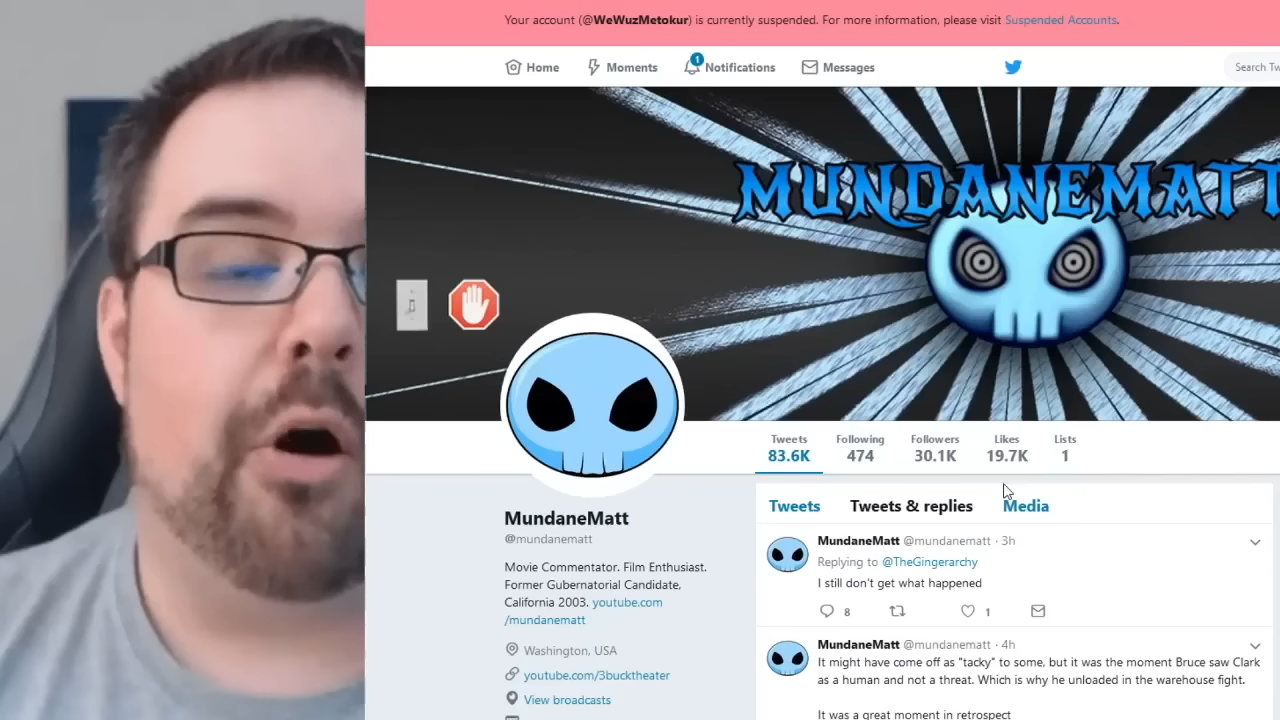 Your account (@WeWuzMetokur) is currently suspended. For more information, please visit Suspended Accounts.
Home
Moments
1
Notifications
Messages
Search Tw
MUNDANEMATT
Tweets
Following
Followers
Likes
Lists
83.6K
474
30.1K
19.7K
1
MundaneMatt
@mundanematt
Movie Commentator. Film Enthusiast.
Former Gubernatorial Candidate,
California 2003. youtube.com
/mundanematt
Washington, USA
youtube.com/3bucktheater
View broadcasts
Tweets
Tweets & replies
Media
MundaneMatt @mundanematt · 3h
Replying to @TheGingerarchy
I still don't get what happened
8
1
MundaneMatt @mundanematt · 4h
It might have come off as "tacky" to some, but it was the moment Bruce saw Clark
as a human and not a threat. Which is why he unloaded in the warehouse fight.
It was a great moment in retrospect